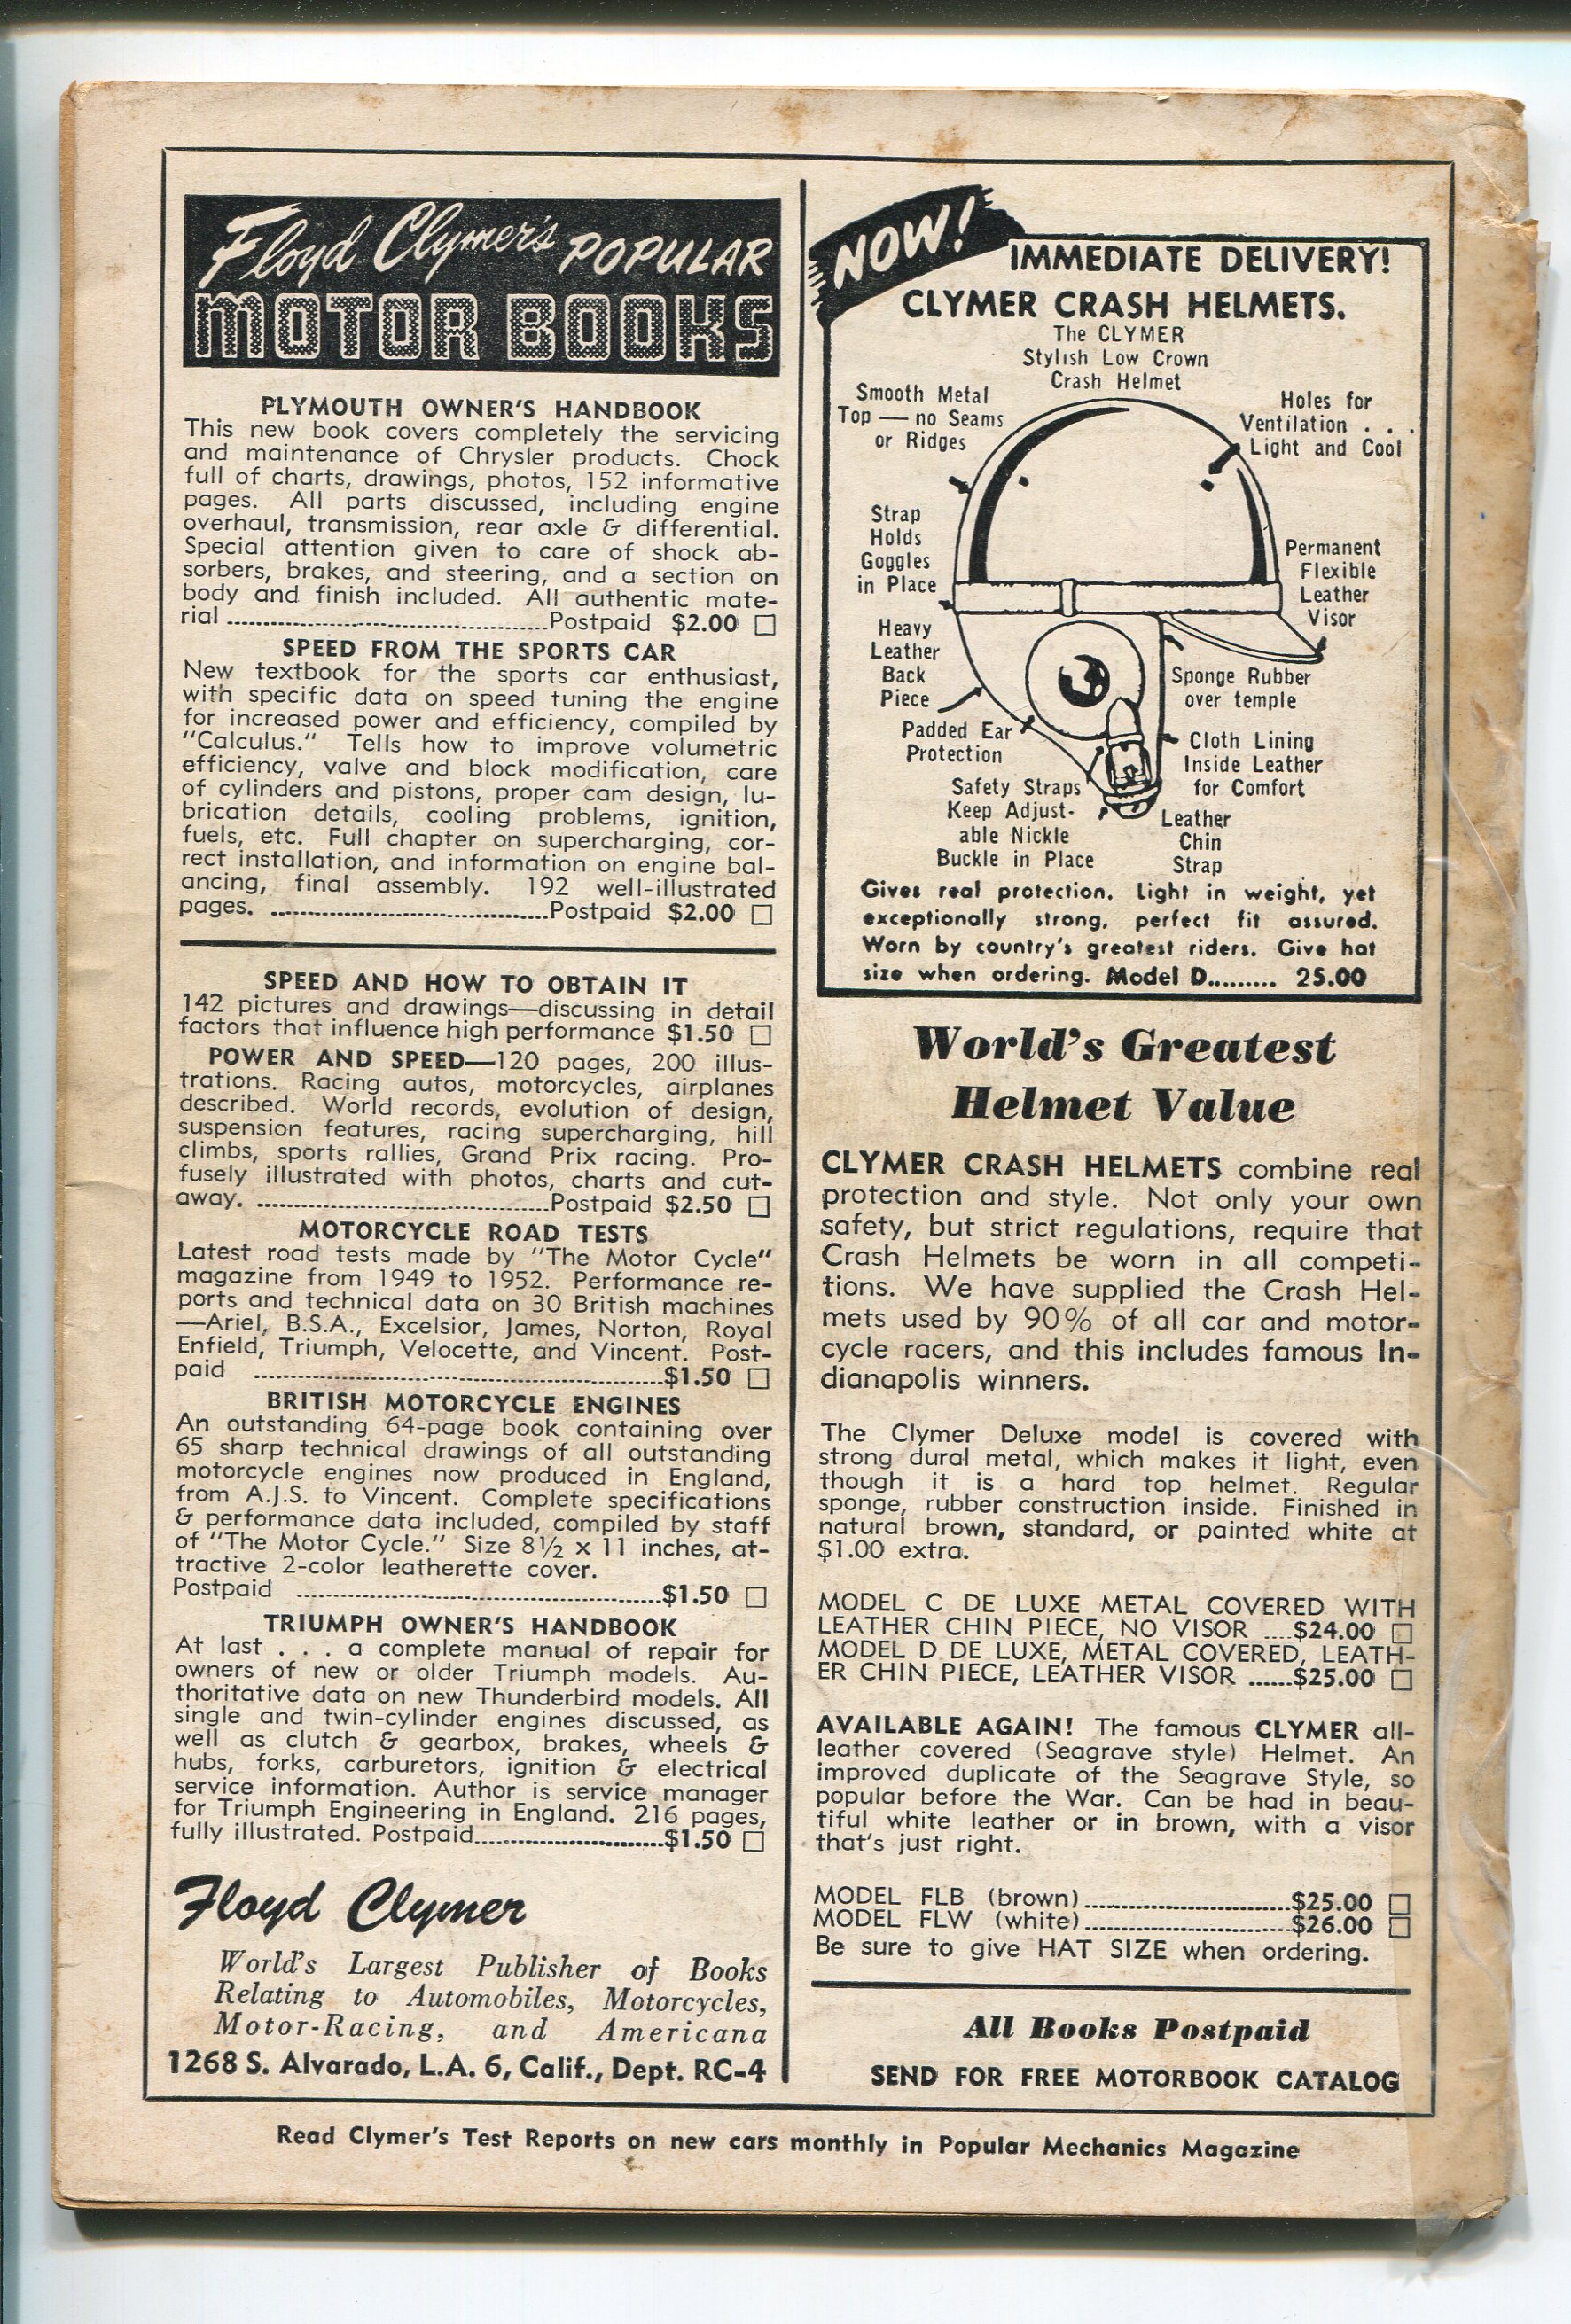 Floyd Clymer's POPULAR
MOTOR BOOKS
PLYMOUTH OWNER'S HANDBOOK
This new book covers completely the servicing
and maintenance of Chrysler products. Chock
full of charts, drawings, photos, 152 informative
pages. All parts discussed, including engine
overhaul, transmission, rear axle & differential.
Special attention given to care of shock ab-
sorbers, brakes, and steering, and a section on
body and finish included. All authentic mate-
rial ........................................Postpaid $2.00 □
SPEED FROM THE SPORTS CAR
New textbook for the sports car enthusiast,
with specific data on speed tuning the engine
for increased power and efficiency, compiled by
"Calculus." Tells how to improve volumetric
efficiency, valve and block modification, care
of cylinders and pistons, proper cam design, lu-
brication details, cooling problems, ignition,
fuels, etc. Full chapter on supercharging, cor-
rect installation, and information on engine bal-
ancing, final assembly. 192 well-illustrated
pages. ...................................Postpaid $2.00 □
SPEED AND HOW TO OBTAIN IT
142 pictures and drawings—discussing in detail
factors that influence high performance $1.50 □
POWER AND SPEED—120 pages, 200 illus-
trations. Racing autos, motorcycles, airplanes
described. World records, evolution of design,
suspension features, racing supercharging, hill
climbs, sports rallies, Grand Prix racing. Pro-
fusely illustrated with photos, charts and cut-
away. .....................................Postpaid $2.50 □
MOTORCYCLE ROAD TESTS
Latest road tests made by "The Motor Cycle"
magazine from 1949 to 1952. Performance re-
ports and technical data on 30 British machines
—Ariel, B.S.A., Excelsior, James, Norton, Royal
Enfield, Triumph, Velocette, and Vincent. Post-
paid ....................................................$1.50 □
BRITISH MOTORCYCLE ENGINES
An outstanding 64-page book containing over
65 sharp technical drawings of all outstanding
motorcycle engines now produced in England,
from A.J.S. to Vincent. Complete specifications
& performance data included, compiled by staff
of "The Motor Cycle." Size 8½ x 11 inches, at-
tractive 2-color leatherette cover.
Postpaid ..............................................$1.50 □
TRIUMPH OWNER'S HANDBOOK
At last . . . a complete manual of repair for
owners of new or older Triumph models. Au-
thoritative data on new Thunderbird models. All
single and twin-cylinder engines discussed, as
well as clutch & gearbox, brakes, wheels &
hubs, forks, carburetors, ignition & electrical
service information. Author is service manager
for Triumph Engineering in England. 216 pages,
fully illustrated. Postpaid........................$1.50 □
Floyd Clymer
World's Largest Publisher of Books
Relating to Automobiles, Motorcycles,
Motor-Racing, and Americana
1268 S. Alvarado, L.A. 6, Calif., Dept. RC-4
NOW!
IMMEDIATE DELIVERY!
CLYMER CRASH HELMETS.
The CLYMER
Stylish Low Crown
Crash Helmet
Smooth Metal
Top — no Seams
or Ridges
Holes for
Ventilation . . .
Light and Cool
Strap
Holds
Goggles
in Place
Permanent
Flexible
Leather
Visor
Heavy
Leather
Back
Piece
Sponge Rubber
over temple
Padded Ear
Protection
Cloth Lining
Inside Leather
for Comfort
Safety Straps
Keep Adjust-
able Nickle
Buckle in Place
Leather
Chin
Strap
Gives real protection. Light in weight, yet
exceptionally strong, perfect fit assured.
Worn by country's greatest riders. Give hat
size when ordering. Model D......... 25.00
World's Greatest
Helmet Value
CLYMER CRASH HELMETS combine real
protection and style. Not only your own
safety, but strict regulations, require that
Crash Helmets be worn in all competi-
tions. We have supplied the Crash Hel-
mets used by 90% of all car and motor-
cycle racers, and this includes famous In-
dianapolis winners.
The Clymer Deluxe model is covered with
strong dural metal, which makes it light, even
though it is a hard top helmet. Regular
sponge, rubber construction inside. Finished in
natural brown, standard, or painted white at
$1.00 extra.
MODEL C DE LUXE METAL COVERED WITH
LEATHER CHIN PIECE, NO VISOR ....$24.00 □
MODEL D DE LUXE, METAL COVERED, LEATH-
ER CHIN PIECE, LEATHER VISOR ......$25.00 □
AVAILABLE AGAIN! The famous CLYMER all-
leather covered (Seagrave style) Helmet. An
improved duplicate of the Seagrave Style, so
popular before the War. Can be had in beau-
tiful white leather or in brown, with a visor
that's just right.
MODEL FLB (brown)............................$25.00 □
MODEL FLW (white)............................$26.00 □
Be sure to give HAT SIZE when ordering.
All Books Postpaid
SEND FOR FREE MOTORBOOK CATALOG
Read Clymer's Test Reports on new cars monthly in Popular Mechanics Magazine